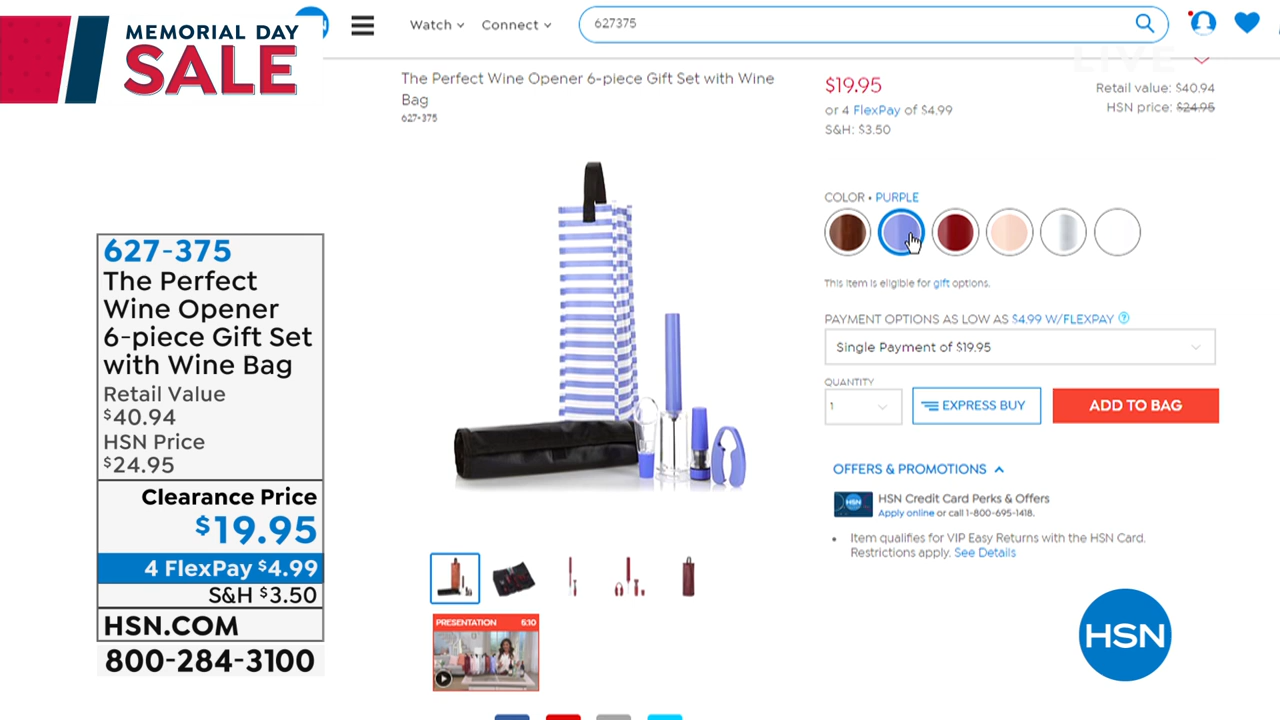 MEMORIAL DAY
SALE
Watch
Connect
627375
LIVE
The Perfect Wine Opener 6-piece Gift Set with Wine
Bag
627-375
$19.95
or 4 FlexPay of $4.99
S&H: $3.50
Retail value: $40.94
HSN price: $24.95
COLOR • PURPLE
This item is eligible for gift options.
PAYMENT OPTIONS AS LOW AS $4.99 W/FLEXPAY ?
Single Payment of $19.95
QUANTITY
1
EXPRESS BUY
ADD TO BAG
OFFERS & PROMOTIONS
HSN
HSN Credit Card Perks & Offers
Apply online or call 1-800-695-1418.
• Item qualifies for VIP Easy Returns with the HSN Card.
Restrictions apply. See Details
PRESENTATION 6:10
627-375
The Perfect
Wine Opener
6-piece Gift Set
with Wine Bag
Retail Value
$40.94
HSN Price
$24.95
Clearance Price
$19.95
4 FlexPay $4.99
S&H $3.50
HSN.COM
800-284-3100
HSN